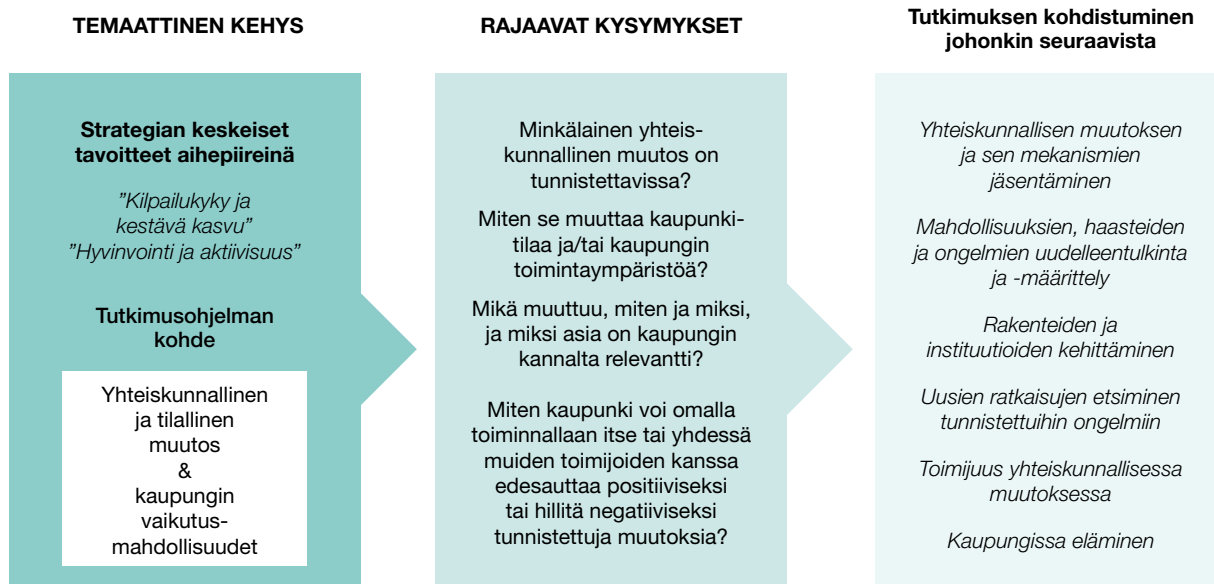 TEMAATTINEN KEHYS
Strategian keskeiset
tavoitteet aihepiireinä
”Kilpailukyky ja
kestävä kasvu”
”Hyvinvointi ja aktiivisuus”
Tutkimusohjelman
kohde
Yhteiskunnallinen
ja tilallinen
muutos
&
kaupungin
vaikutus-
mahdollisuudet
RAJAAVAT KYSYMYKSET
Minkälainen yhteis-
kunnallinen muutos on
tunnistettavissa?
Miten se muuttaa kaupunki-
tilaa ja/tai kaupungin
toimintaympäristöä?
Mikä muuttuu, miten ja miksi,
ja miksi asia on kaupungin
kannalta relevantti?
Miten kaupunki voi omalla
toiminnallaan itse tai yhdessä
muiden toimijoiden kanssa
edesauttaa positiiviseksi
tai hillitä negatiiviseksi
tunnistettuja muutoksia?
Tutkimuksen kohdistuminen
johonkin seuraavista
Yhteiskunnallisen muutoksen
ja sen mekanismien
jäsentäminen
Mahdollisuuksien, haasteiden
ja ongelmien uudelleentulkinta
ja -määrittely
Rakenteiden ja
instituutioiden kehittäminen
Uusien ratkaisujen etsiminen
tunnistettuihin ongelmiin
Toimijuus yhteiskunnallisessa
muutoksessa
Kaupungissa eläminen